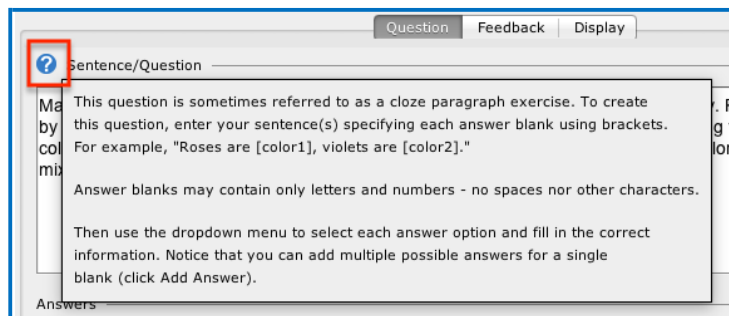 Question Feedback Display
Sentence/Question
This question is sometimes referred to as a cloze paragraph exercise. To create
this question, enter your sentence(s) specifying each answer blank using brackets.
For example, "Roses are [color1], violets are [color2]."
Answer blanks may contain only letters and numbers - no spaces nor other characters.
Then use the dropdown menu to select each answer option and fill in the correct
information. Notice that you can add multiple possible answers for a single
blank (click Add Answer).
Answers